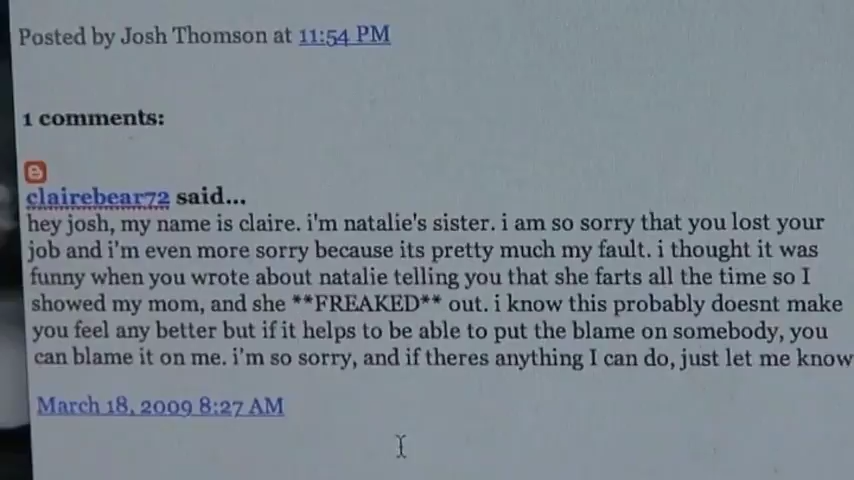 Posted by Josh Thomson at 11:54 PM
1 comments:
clairebear72 said...
hey josh, my name is claire. i'm natalie's sister. i am so sorry that you lost your
job and i'm even more sorry because its pretty much my fault. i thought it was
funny when you wrote about natalie telling you that she farts all the time so I
showed my mom, and she **FREAKED** out. i know this probably doesnt make
you feel any better but if it helps to be able to put the blame on somebody, you
can blame it on me. i'm so sorry, and if theres anything I can do, just let me know
March 18, 2009 8:27 AM